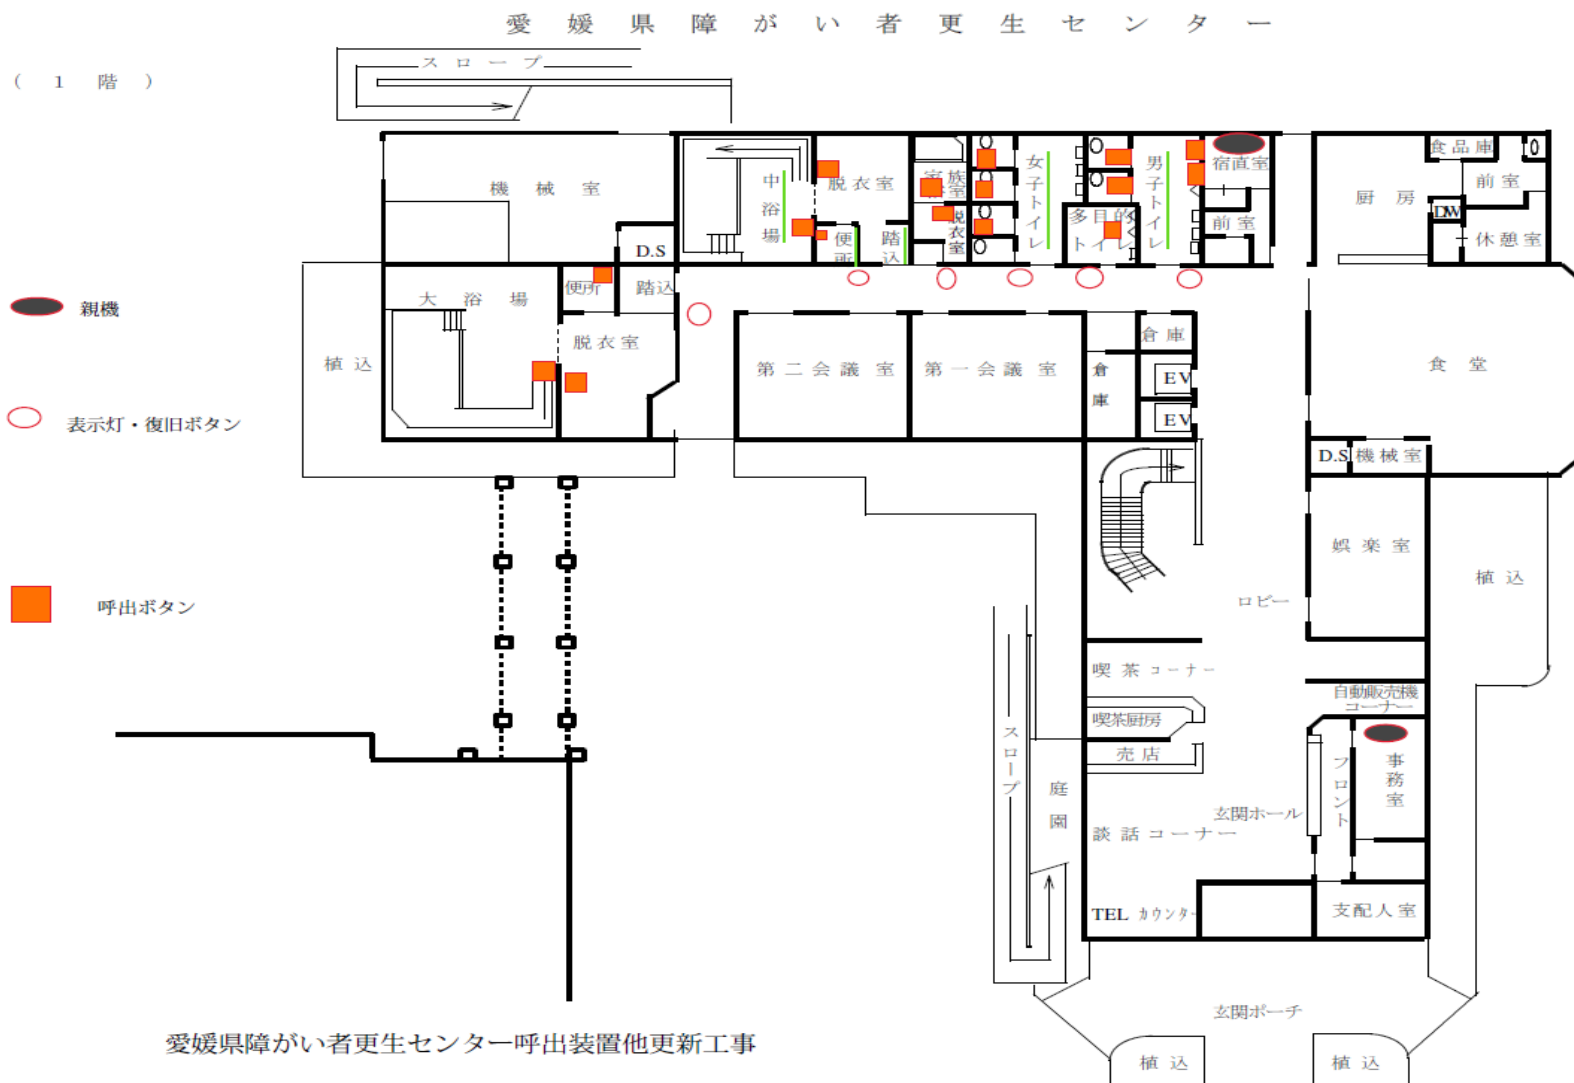 愛媛県障がい者更生センター
（１階）
スロープ
機械室
中浴場
脱衣室
家族
女子トイレ
男子トイレ
宿直室
食品庫
厨房
前室
便所
踏込
脱衣室
多目的
トイレ
前室
DW
休憩室
D.S
大浴場
便所
踏込
親機
植込
脱衣室
第二会議室
第一会議室
倉庫
倉庫
EV
EV
食堂
表示灯・復旧ボタン
D.S
機械室
娯楽室
植込
呼出ボタン
ロビー
喫茶コーナー
自動販売機
コーナー
喫茶厨房
売店
スロープ
庭園
フロント
事務室
玄関ホール
談話コーナー
TEL カウンター
支配人室
玄関ポーチ
愛媛県障がい者更生センター呼出装置他更新工事
植込
植込